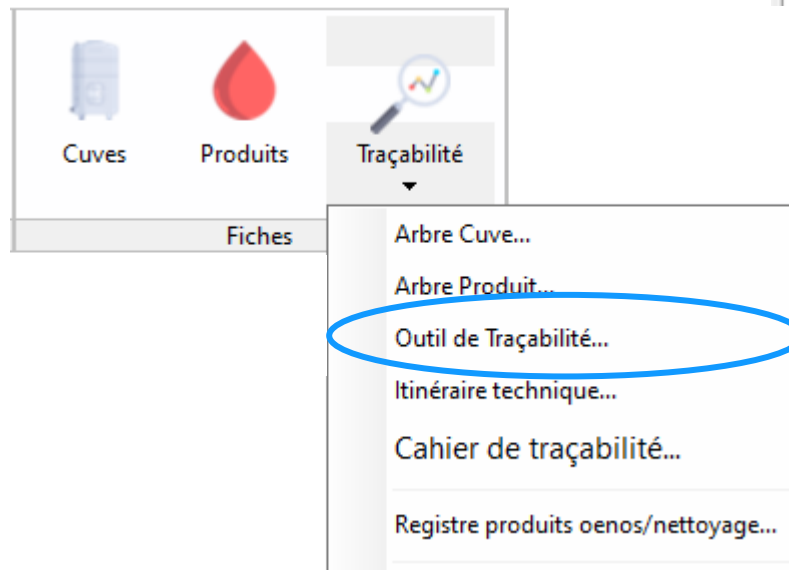 Cuves Produits Traçabilité
Fiches
Arbre Cuve...
Arbre Produit...
Outil de Traçabilité...
Itinéraire technique...
Cahier de traçabilité...
Registre produits oenos/nettoyage...